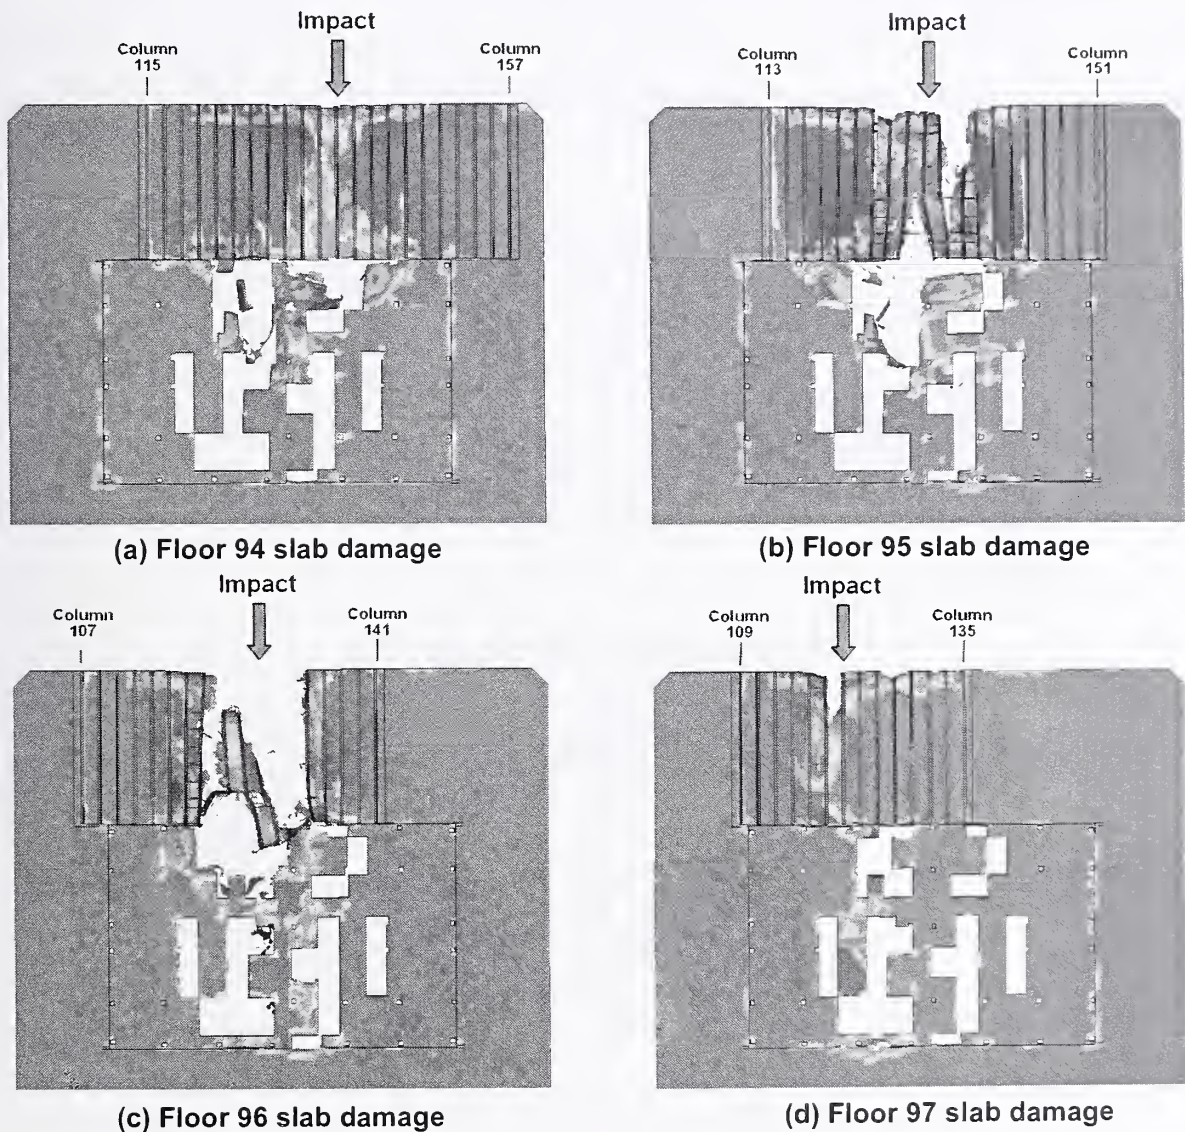 Impact
Column
115
Column
157
(a) Floor 94 slab damage
Impact
Column
113
Column
151
(b) Floor 95 slab damage
Impact
Column
107
Column
141
(c) Floor 96 slab damage
Impact
Column
109
Column
135
(d) Floor 97 slab damage